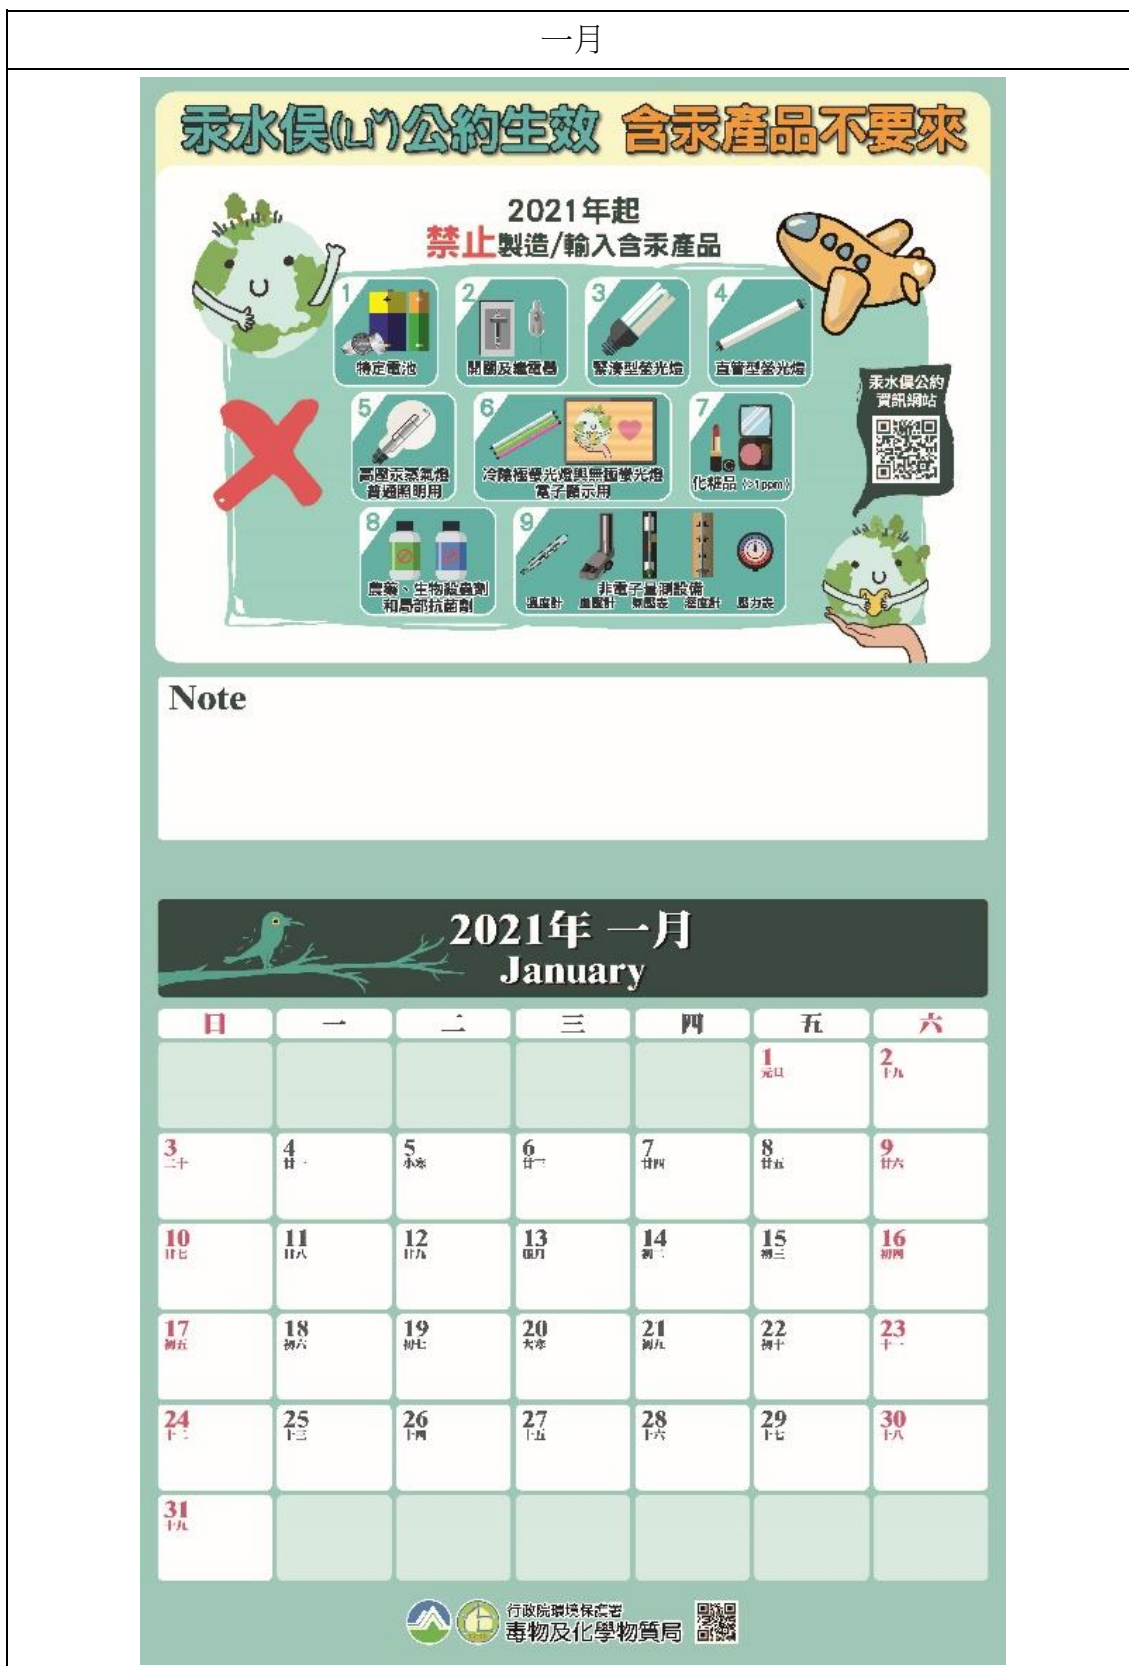 一月
汞水俣(ㄩˇ)公約生效 含汞產品不要來
2021年起
禁止製造/輸入含汞產品
1 2 3 4
特定電池 開關及繼電器 緊湊型螢光燈 直管型螢光燈
汞水俣公約
資訊網站
5 6 7
高壓汞蒸氣燈 冷陰極螢光燈與無極螢光燈 化粧品 (>1ppm)
普通照明用 電子顯示用
8 9
農藥、生物殺蟲劑 非電子量測設備
和局部抗菌劑 溫度計 血壓計 氣壓表 溼度計 壓力表
Note
2021年 一月
January
日 一 二 三 四 五 六
1 2
元旦 十九
3 4 5 6 7 8 9
二十 廿一 小寒 廿三 廿四 廿五 廿六
10 11 12 13 14 15 16
廿七 廿八 廿九 臘月 初二 初三 初四
17 18 19 20 21 22 23
初五 初六 初七 大寒 初九 初十 十一
24 25 26 27 28 29 30
十二 十三 十四 十五 十六 十七 十八
31
十九
行政院環境保護署
毒物及化學物質局